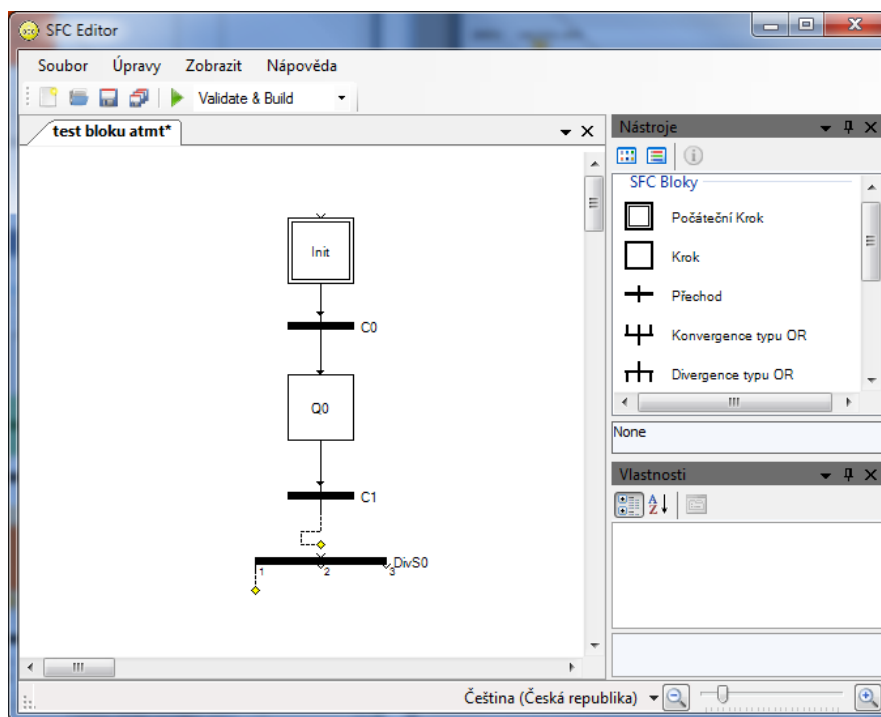 SFC Editor
Soubor Úpravy Zobrazit Nápověda
Validate & Build
test bloku atmt*
Init
C0
Q0
C1
DivS0
1 2 3
Nástroje
SFC Bloky
Počáteční Krok
Krok
Přechod
Konvergence typu OR
Divergence typu OR
None
Vlastnosti
A
Z
Čeština (Česká republika)